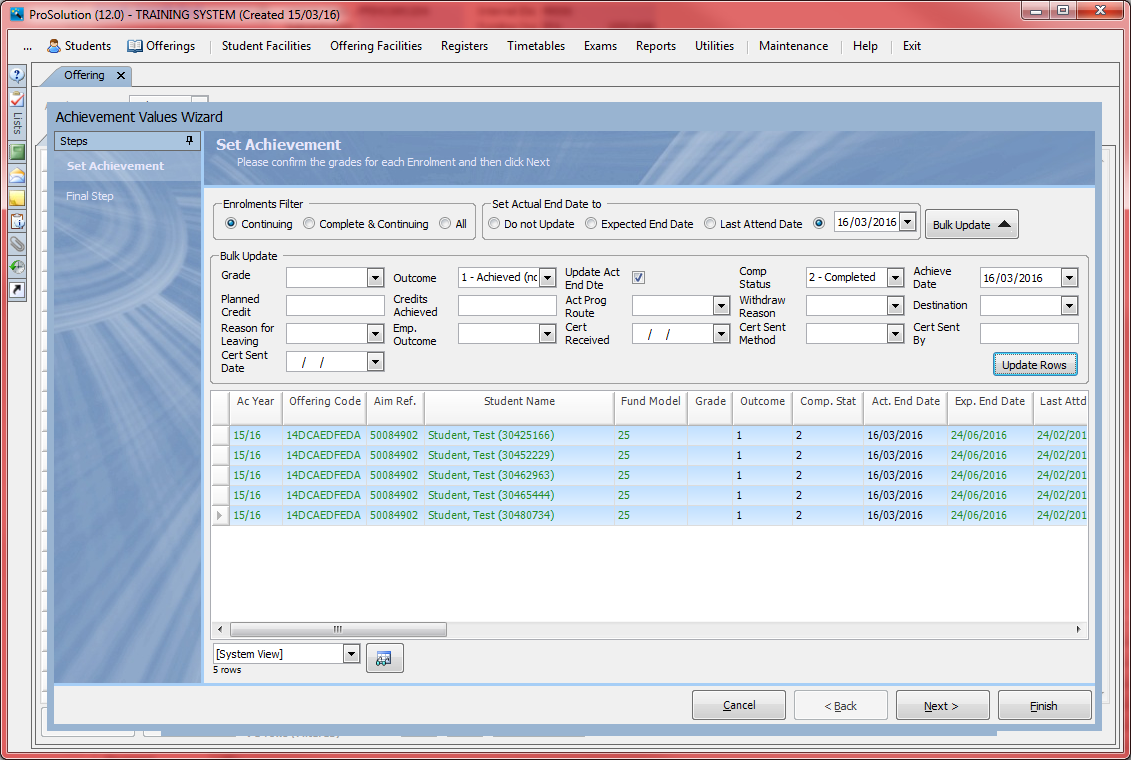 ProSolution (12.0) - TRAINING SYSTEM (Created 15/03/16)
... Students Offerings Student Facilities Offering Facilities Registers Timetables Exams Reports Utilities Maintenance Help Exit
Offering
Lists
Achievement Values Wizard
Steps
Set Achievement
Final Step
Set Achievement
Please confirm the grades for each Enrolment and then click Next
Enrolments Filter
Continuing Complete & Continuing All
Set Actual End Date to
Do not Update Expected End Date Last Attend Date 16/03/2016
Bulk Update
Bulk Update
Grade
Outcome 1 - Achieved (no
Update Act End Dte
Comp Status 2 - Completed
Achieve Date 16/03/2016
Planned Credit
Credits Achieved
Act Prog Route
Withdraw Reason
Destination
Reason for Leaving
Emp. Outcome
Cert Received / /
Cert Sent Method
Cert Sent By
Cert Sent Date / /
Update Rows
Ac Year Offering Code Aim Ref. Student Name Fund Model Grade Outcome Comp. Stat Act. End Date Exp. End Date Last Attd
15/16 14DCAEDFEDA 50084902 Student, Test (30425166) 25 1 2 16/03/2016 24/06/2016 24/02/201
15/16 14DCAEDFEDA 50084902 Student, Test (30452229) 25 1 2 16/03/2016 24/06/2016 24/02/201
15/16 14DCAEDFEDA 50084902 Student, Test (30462963) 25 1 2 16/03/2016 24/06/2016 24/02/201
15/16 14DCAEDFEDA 50084902 Student, Test (30465444) 25 1 2 16/03/2016 24/06/2016 24/02/201
15/16 14DCAEDFEDA 50084902 Student, Test (30480734) 25 1 2 16/03/2016 24/06/2016 24/02/201
[System View]
5 rows
Cancel < Back Next > Finish